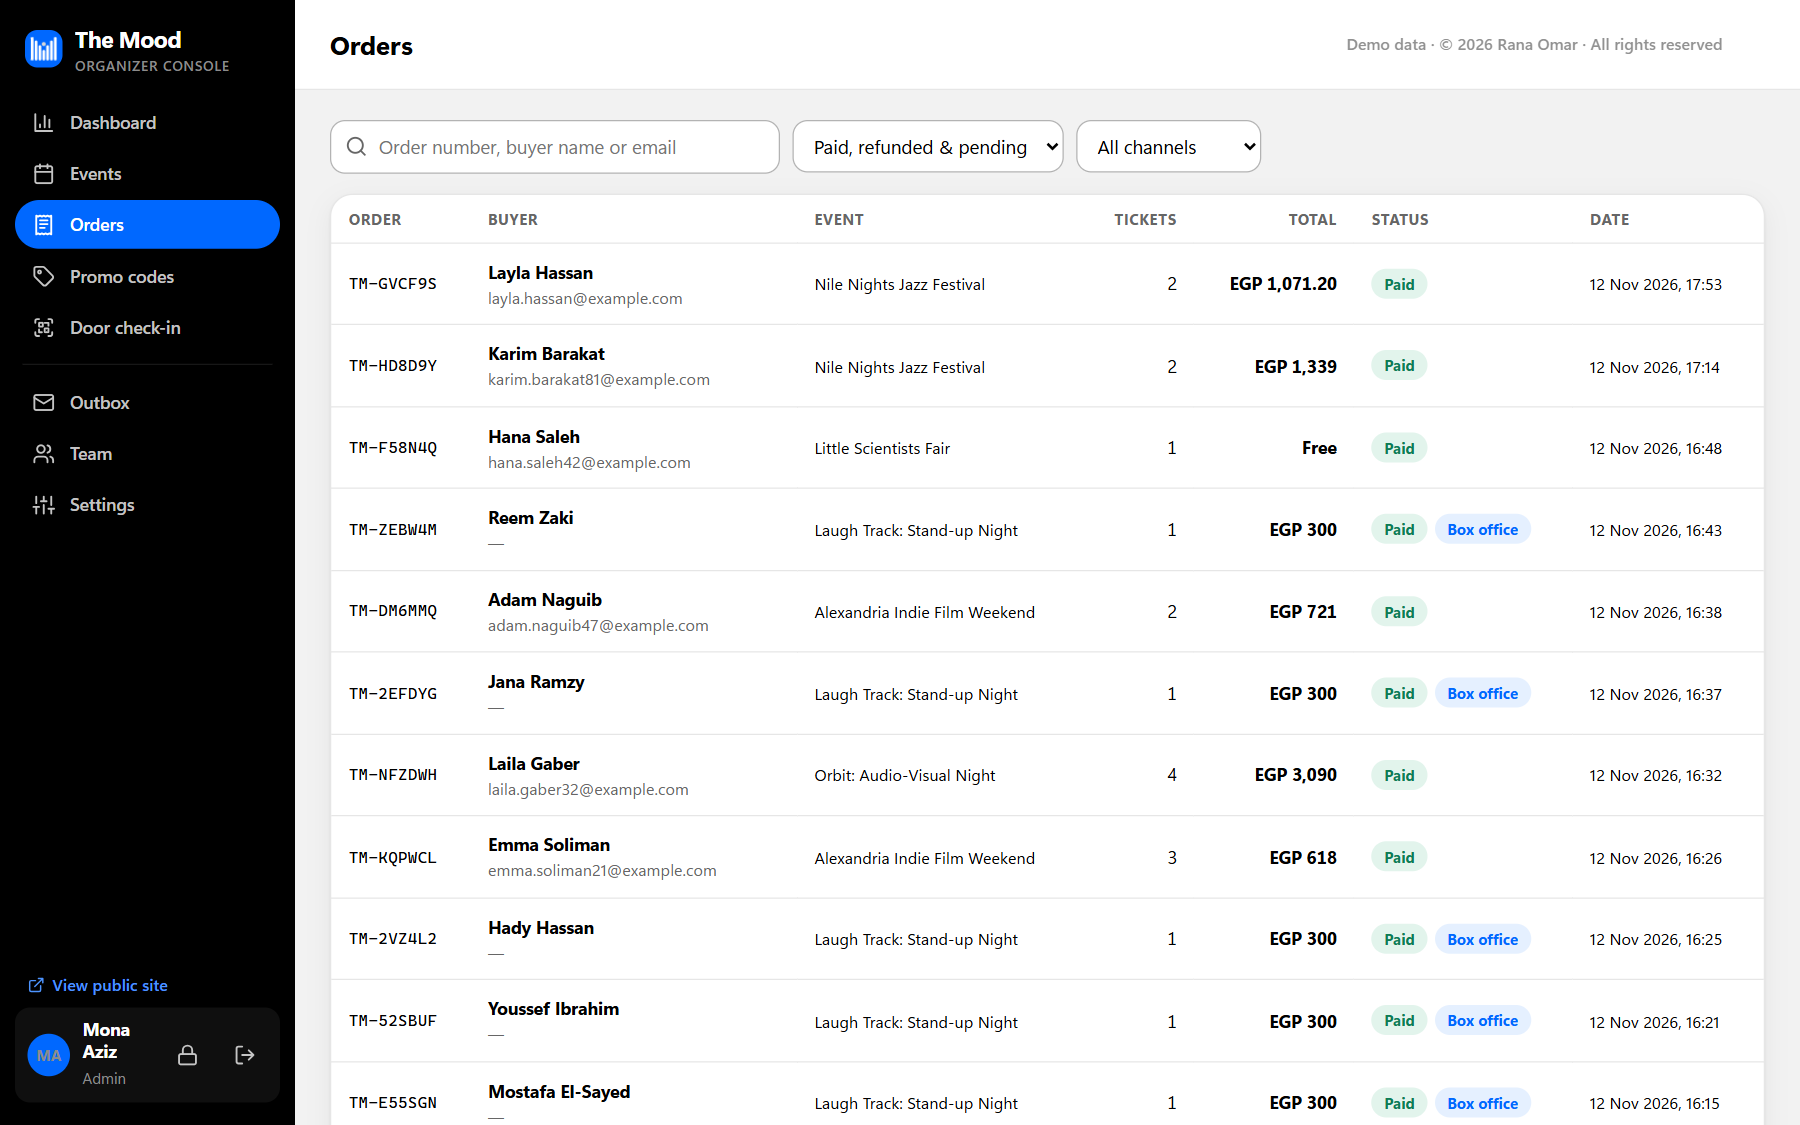 The Mood
ORGANIZER CONSOLE
Dashboard
Events
Orders
Promo codes
Door check-in
Outbox
Team
Settings
View public site
MA
Mona Aziz
Admin
Orders
Demo data · © 2026 Rana Omar · All rights reserved
Order number, buyer name or email
Paid, refunded & pending
All channels
ORDER BUYER EVENT TICKETS TOTAL STATUS DATE
TM-GVCF9S Layla Hassan Nile Nights Jazz Festival 2 EGP 1,071.20 Paid 12 Nov 2026, 17:53
layla.hassan@example.com
TM-HD8D9Y Karim Barakat Nile Nights Jazz Festival 2 EGP 1,339 Paid 12 Nov 2026, 17:14
karim.barakat81@example.com
TM-F58N4Q Hana Saleh Little Scientists Fair 1 Free Paid 12 Nov 2026, 16:48
hana.saleh42@example.com
TM-ZEBW4M Reem Zaki Laugh Track: Stand-up Night 1 EGP 300 Paid Box office 12 Nov 2026, 16:43
—
TM-DM6MMQ Adam Naguib Alexandria Indie Film Weekend 2 EGP 721 Paid 12 Nov 2026, 16:38
adam.naguib47@example.com
TM-2EFDYG Jana Ramzy Laugh Track: Stand-up Night 1 EGP 300 Paid Box office 12 Nov 2026, 16:37
—
TM-NFZDWH Laila Gaber Orbit: Audio-Visual Night 4 EGP 3,090 Paid 12 Nov 2026, 16:32
laila.gaber32@example.com
TM-KQPWCL Emma Soliman Alexandria Indie Film Weekend 3 EGP 618 Paid 12 Nov 2026, 16:26
emma.soliman21@example.com
TM-2VZ4L2 Hady Hassan Laugh Track: Stand-up Night 1 EGP 300 Paid Box office 12 Nov 2026, 16:25
—
TM-52SBUF Youssef Ibrahim Laugh Track: Stand-up Night 1 EGP 300 Paid Box office 12 Nov 2026, 16:21
—
TM-E55SGN Mostafa El-Sayed Laugh Track: Stand-up Night 1 EGP 300 Paid Box office 12 Nov 2026, 16:15
—